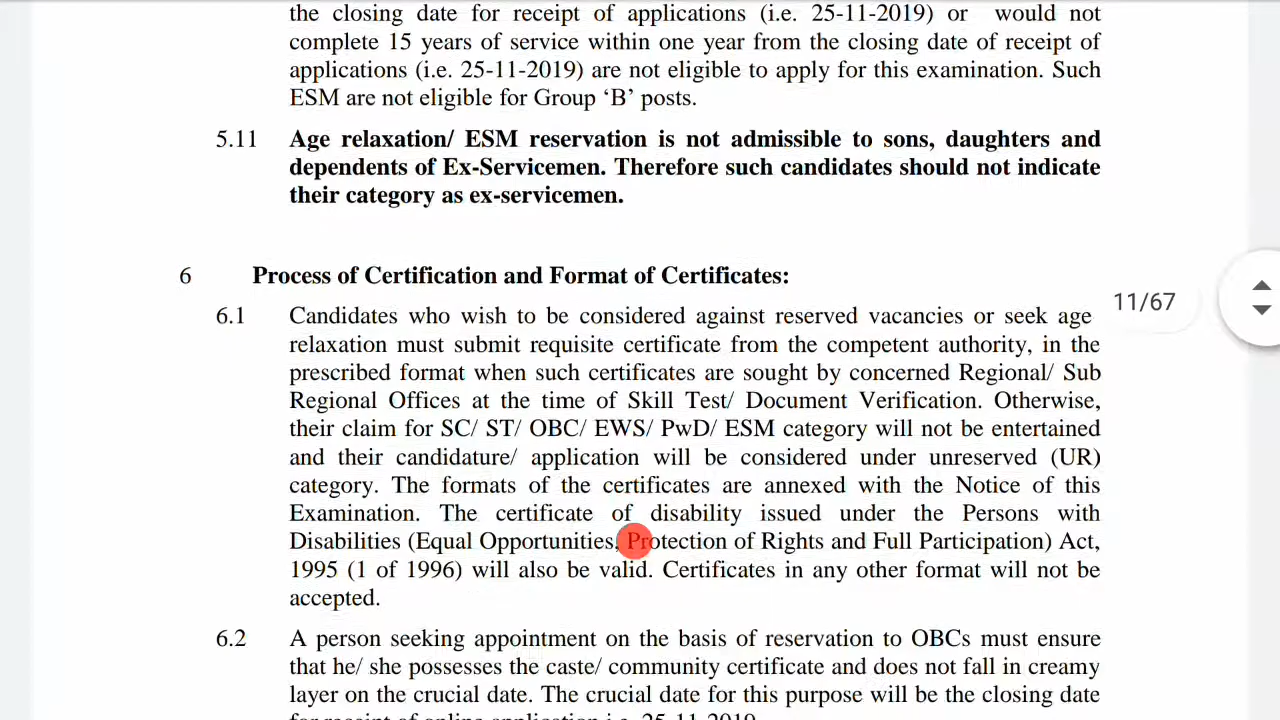 the closing date for receipt of applications (i.e. 25-11-2019) or would not
complete 15 years of service within one year from the closing date of receipt of
applications (i.e. 25-11-2019) are not eligible to apply for this examination. Such
ESM are not eligible for Group ‘B’ posts.
5.11 Age relaxation/ ESM reservation is not admissible to sons, daughters and
dependents of Ex-Servicemen. Therefore such candidates should not indicate
their category as ex-servicemen.
6 Process of Certification and Format of Certificates:
11/67
6.1 Candidates who wish to be considered against reserved vacancies or seek age
relaxation must submit requisite certificate from the competent authority, in the
prescribed format when such certificates are sought by concerned Regional/ Sub
Regional Offices at the time of Skill Test/ Document Verification. Otherwise,
their claim for SC/ ST/ OBC/ EWS/ PwD/ ESM category will not be entertained
and their candidature/ application will be considered under unreserved (UR)
category. The formats of the certificates are annexed with the Notice of this
Examination. The certificate of disability issued under the Persons with
Disabilities (Equal Opportunities, Protection of Rights and Full Participation) Act,
1995 (1 of 1996) will also be valid. Certificates in any other format will not be
accepted.
6.2 A person seeking appointment on the basis of reservation to OBCs must ensure
that he/ she possesses the caste/ community certificate and does not fall in creamy
layer on the crucial date. The crucial date for this purpose will be the closing date
for receipt of online application i.e. 25-11-2019